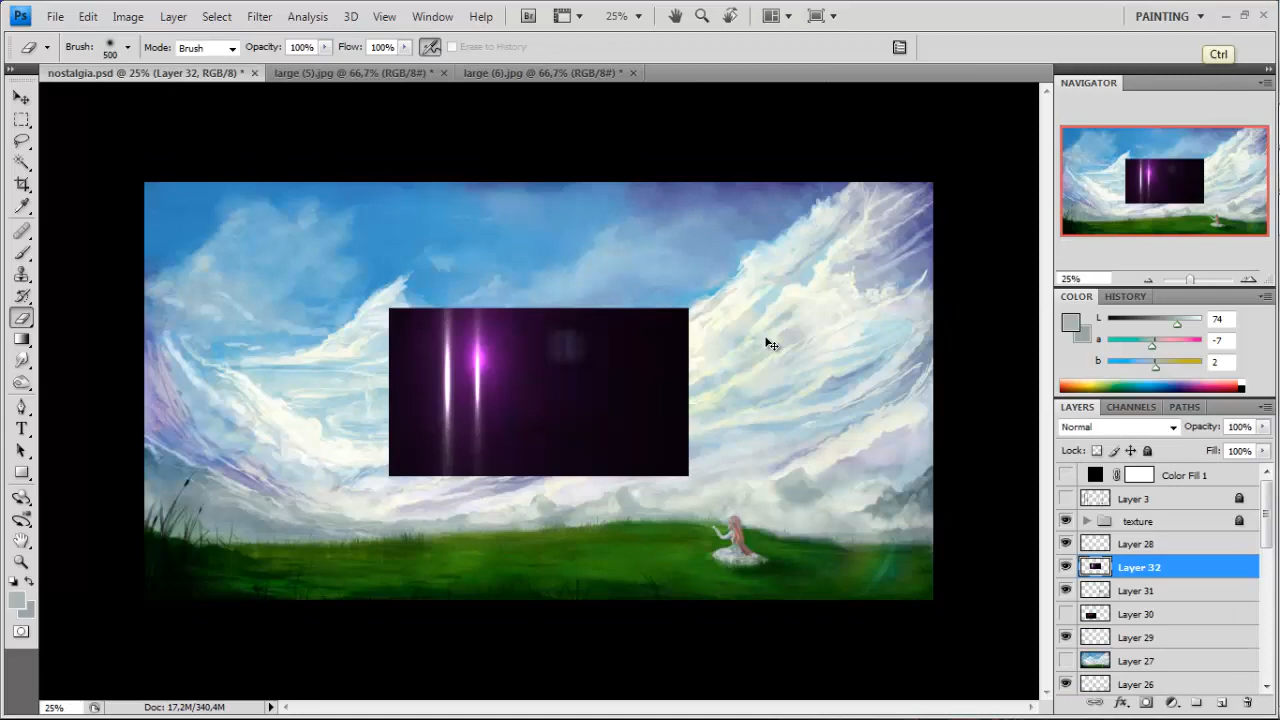 Ps File Edit Image Layer Select Filter Analysis 3D View Window Help Br 25% PAINTING
Brush: 500 Mode: Brush Opacity: 100% Flow: 100% Erase to History
Ctrl
nostalgia.psd @ 25% (Layer 32, RGB/8) * × large (5).jpg @ 66,7% (RGB/8#) * × large (6).jpg @ 66,7% (RGB/8#) * ×
NAVIGATOR
25%
COLOR HISTORY
L 74
a -7
b 2
LAYERS CHANNELS PATHS
Normal Opacity: 100%
Lock: Fill: 100%
Color Fill 1
Layer 3
texture
Layer 28
Layer 32
Layer 31
Layer 30
Layer 29
Layer 27
Layer 26
T
25% Doc: 17,2M/340,4M
fx